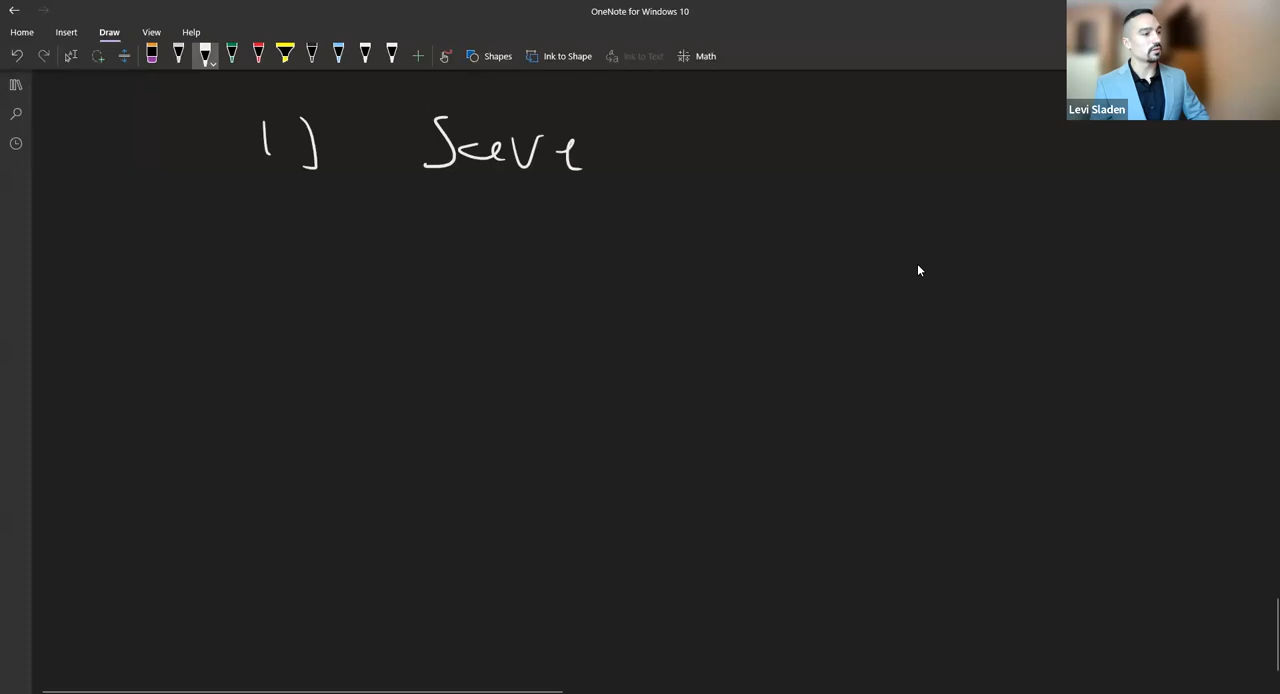 OneNote for Windows 10
Home Insert Draw View Help
Shapes Ink to Shape Ink to Text Math
Levi Sladen
1) Save